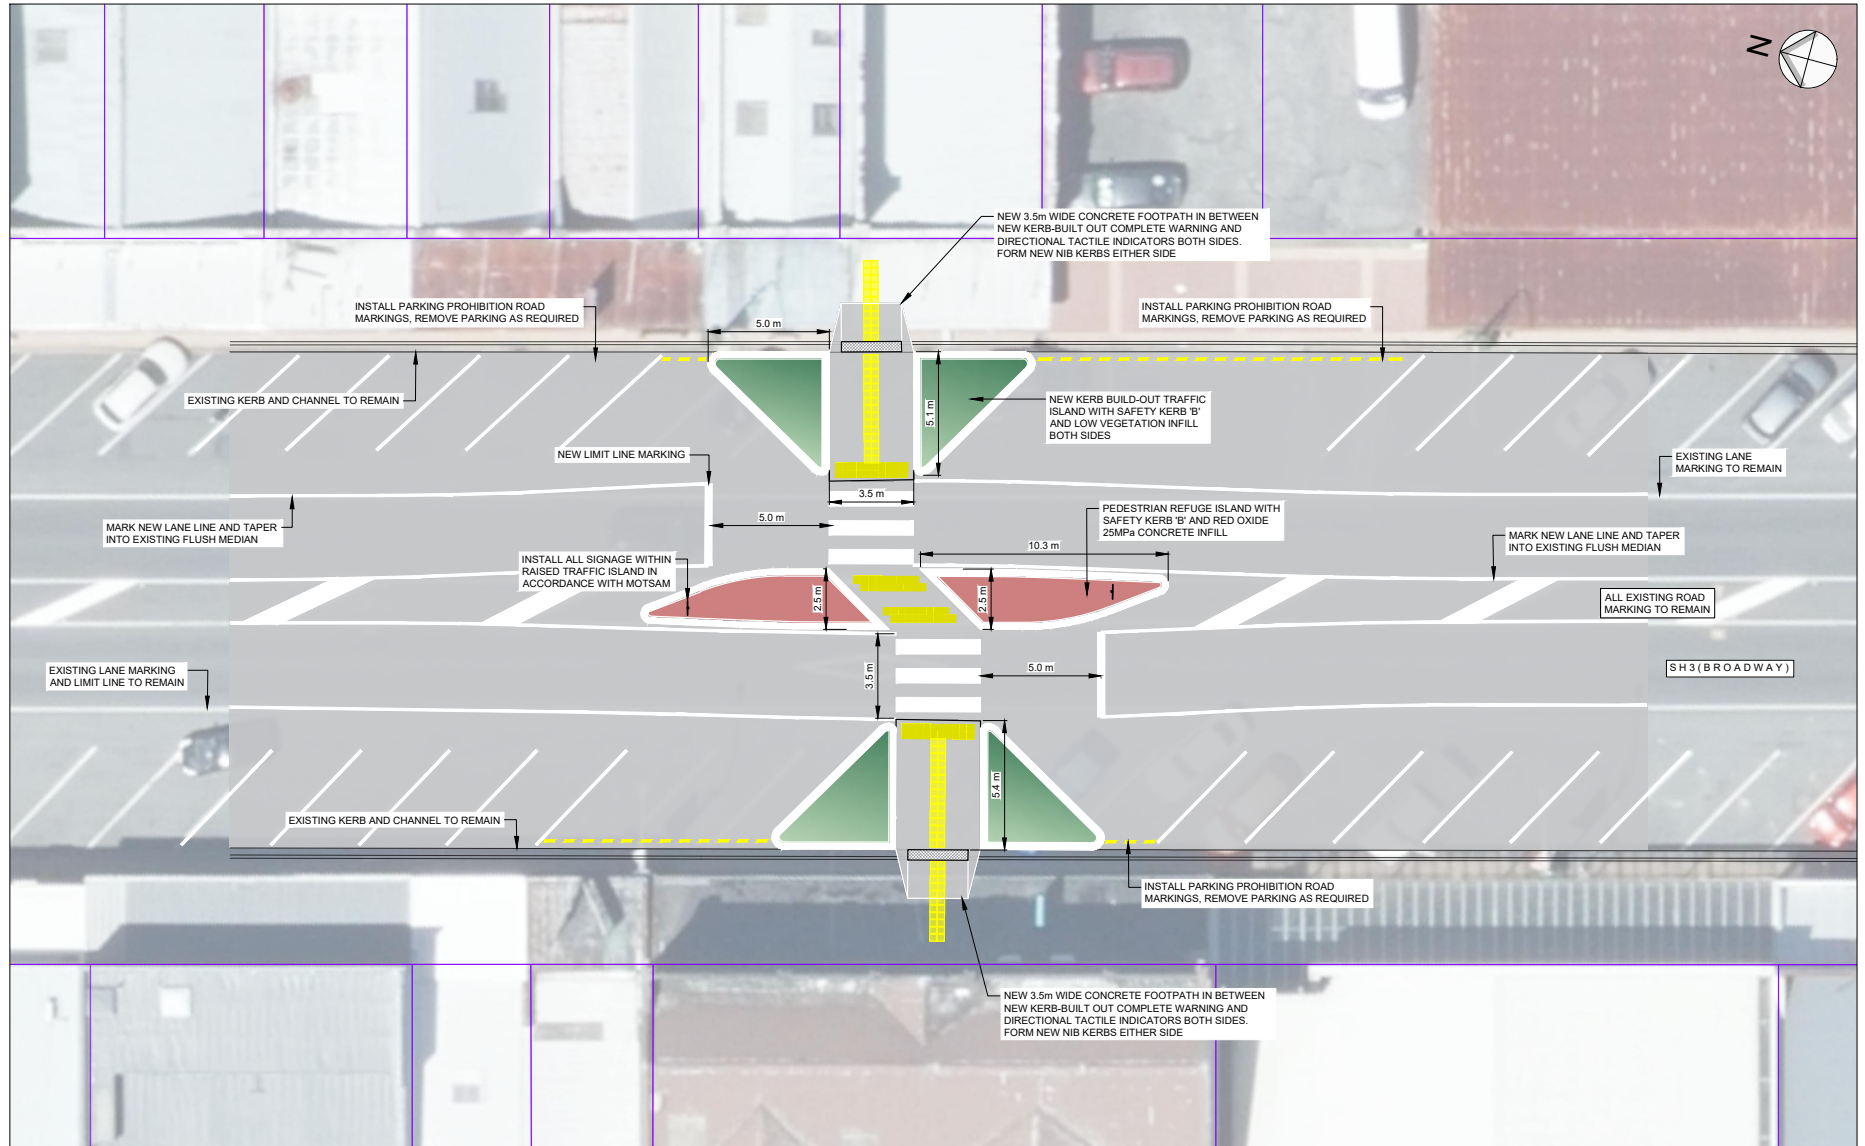 N
NEW 3.5m WIDE CONCRETE FOOTPATH IN BETWEEN
NEW KERB-BUILT OUT COMPLETE WARNING AND
DIRECTIONAL TACTILE INDICATORS BOTH SIDES.
FORM NEW NIB KERBS EITHER SIDE
INSTALL PARKING PROHIBITION ROAD
MARKINGS, REMOVE PARKING AS REQUIRED
5.0 m
INSTALL PARKING PROHIBITION ROAD
MARKINGS, REMOVE PARKING AS REQUIRED
EXISTING KERB AND CHANNEL TO REMAIN
5.1 m
NEW KERB BUILD-OUT TRAFFIC
ISLAND WITH SAFETY KERB 'B'
AND LOW VEGETATION INFILL
BOTH SIDES
NEW LIMIT LINE MARKING
EXISTING LANE
MARKING TO REMAIN
3.5 m
MARK NEW LANE LINE AND TAPER
INTO EXISTING FLUSH MEDIAN
5.0 m
PEDESTRIAN REFUGE ISLAND WITH
SAFETY KERB 'B' AND RED OXIDE
25MPa CONCRETE INFILL
10.3 m
MARK NEW LANE LINE AND TAPER
INTO EXISTING FLUSH MEDIAN
INSTALL ALL SIGNAGE WITHIN
RAISED TRAFFIC ISLAND IN
ACCORDANCE WITH MOTSAM
2.5 m
2.5 m
ALL EXISTING ROAD
MARKING TO REMAIN
EXISTING LANE MARKING
AND LIMIT LINE TO REMAIN
3.5 m
5.0 m
SH3(BROADWAY)
5.4 m
EXISTING KERB AND CHANNEL TO REMAIN
INSTALL PARKING PROHIBITION ROAD
MARKINGS, REMOVE PARKING AS REQUIRED
NEW 3.5m WIDE CONCRETE FOOTPATH IN BETWEEN
NEW KERB-BUILT OUT COMPLETE WARNING AND
DIRECTIONAL TACTILE INDICATORS BOTH SIDES.
FORM NEW NIB KERBS EITHER SIDE